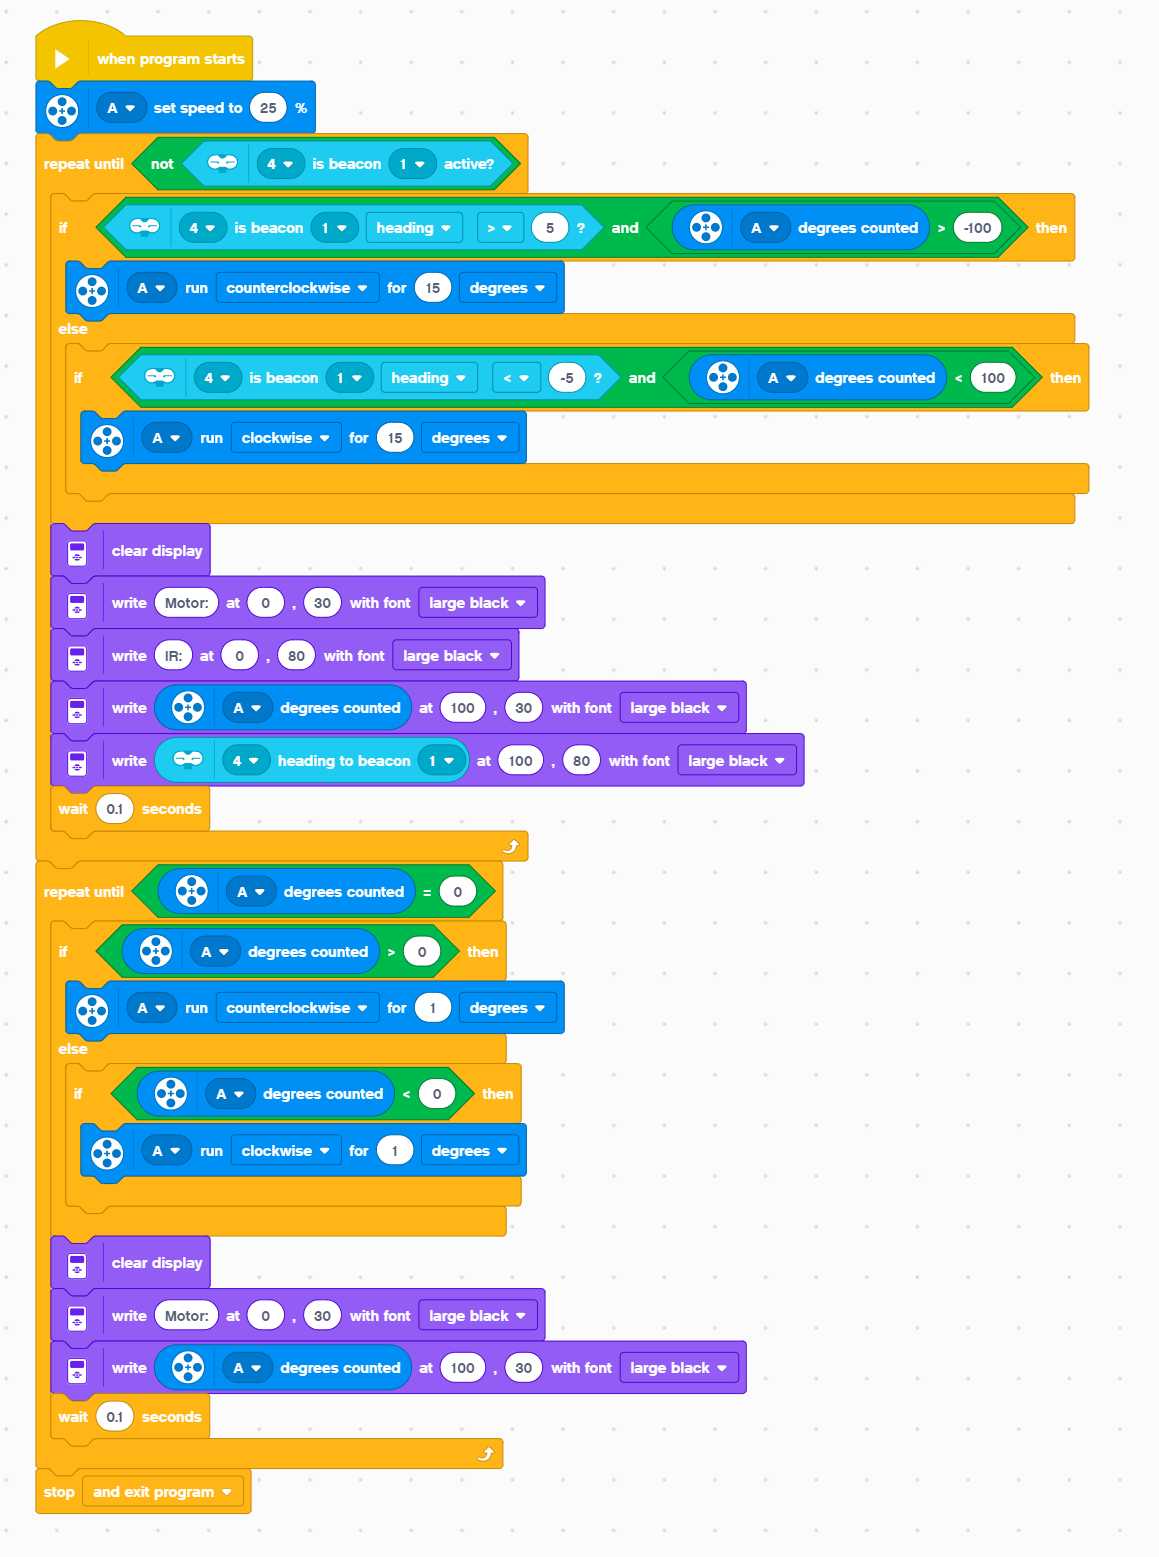 when program starts
A set speed to 25 %
repeat until not 4 is beacon 1 active?
if 4 is beacon 1 heading > 5 ? and A degrees counted > -100 then
A run counterclockwise for 15 degrees
else
if 4 is beacon 1 heading < -5 ? and A degrees counted < 100 then
A run clockwise for 15 degrees
clear display
write Motor: at 0 , 30 with font large black
write IR: at 0 , 80 with font large black
write A degrees counted at 100 , 30 with font large black
write 4 heading to beacon 1 at 100 , 80 with font large black
wait 0.1 seconds
repeat until A degrees counted = 0
if A degrees counted > 0 then
A run counterclockwise for 1 degrees
else
if A degrees counted < 0 then
A run clockwise for 1 degrees
clear display
write Motor: at 0 , 30 with font large black
write A degrees counted at 100 , 30 with font large black
wait 0.1 seconds
stop and exit program